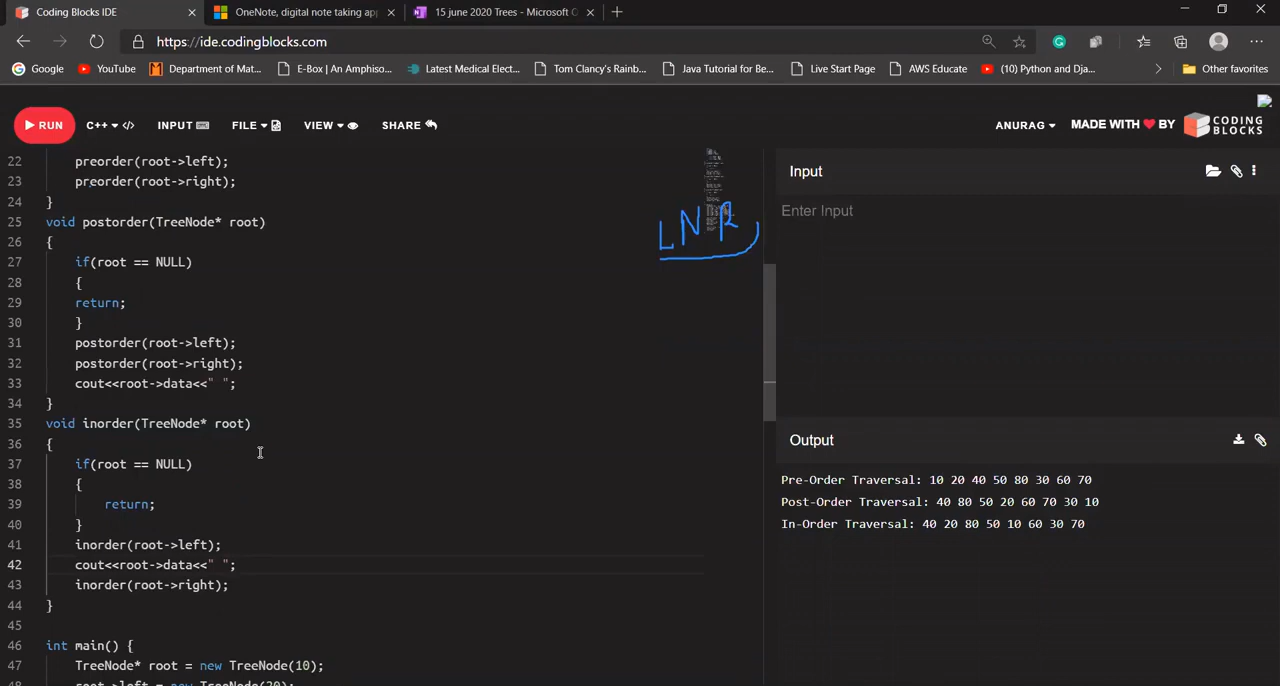 Coding Blocks IDE
OneNote, digital note taking app
15 june 2020 Trees - Microsoft O
https://ide.codingblocks.com
Google
YouTube
Department of Mat...
E-Box | An Amphiso...
Latest Medical Elect...
Tom Clancy's Rainb...
Java Tutorial for Be...
Live Start Page
AWS Educate
(10) Python and Dja...
Other favorites
RUN
C++ </>
INPUT
FILE
VIEW
SHARE
ANURAG
MADE WITH ❤ BY
CODING
BLOCKS
22 preorder(root->left);
23 preorder(root->right);
24 }
25 void postorder(TreeNode* root)
26 {
27 if(root == NULL)
28 {
29 return;
30 }
31 postorder(root->left);
32 postorder(root->right);
33 cout<<root->data<<" ";
34 }
35 void inorder(TreeNode* root)
36 {
37 if(root == NULL)
38 {
39 return;
40 }
41 inorder(root->left);
42 cout<<root->data<<" ";
43 inorder(root->right);
44 }
45
46 int main() {
47 TreeNode* root = new TreeNode(10);
48 root->left = new TreeNode(20);
LNR
Input
Enter Input
Output
Pre-Order Traversal: 10 20 40 50 80 30 60 70
Post-Order Traversal: 40 80 50 20 60 70 30 10
In-Order Traversal: 40 20 80 50 10 60 30 70